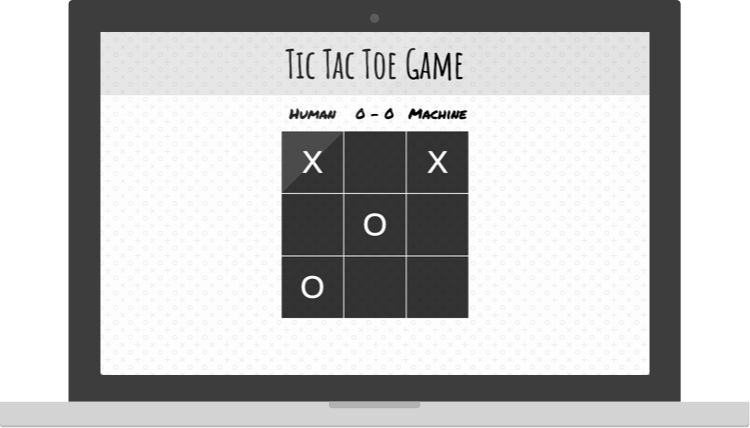 Tic Tac Toe Game
Human 0 - 0 Machine
X X
O
O